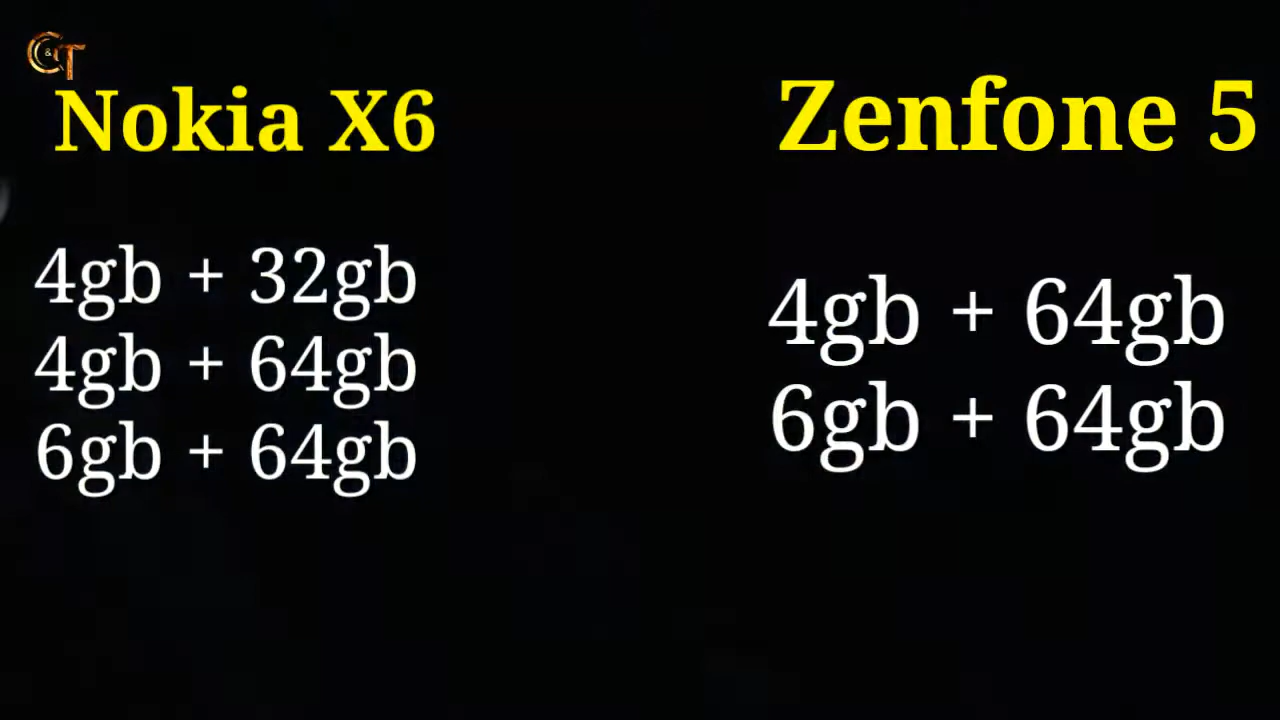 C&T
Nokia X6
4gb + 32gb
4gb + 64gb
6gb + 64gb
Zenfone 5
4gb + 64gb
6gb + 64gb